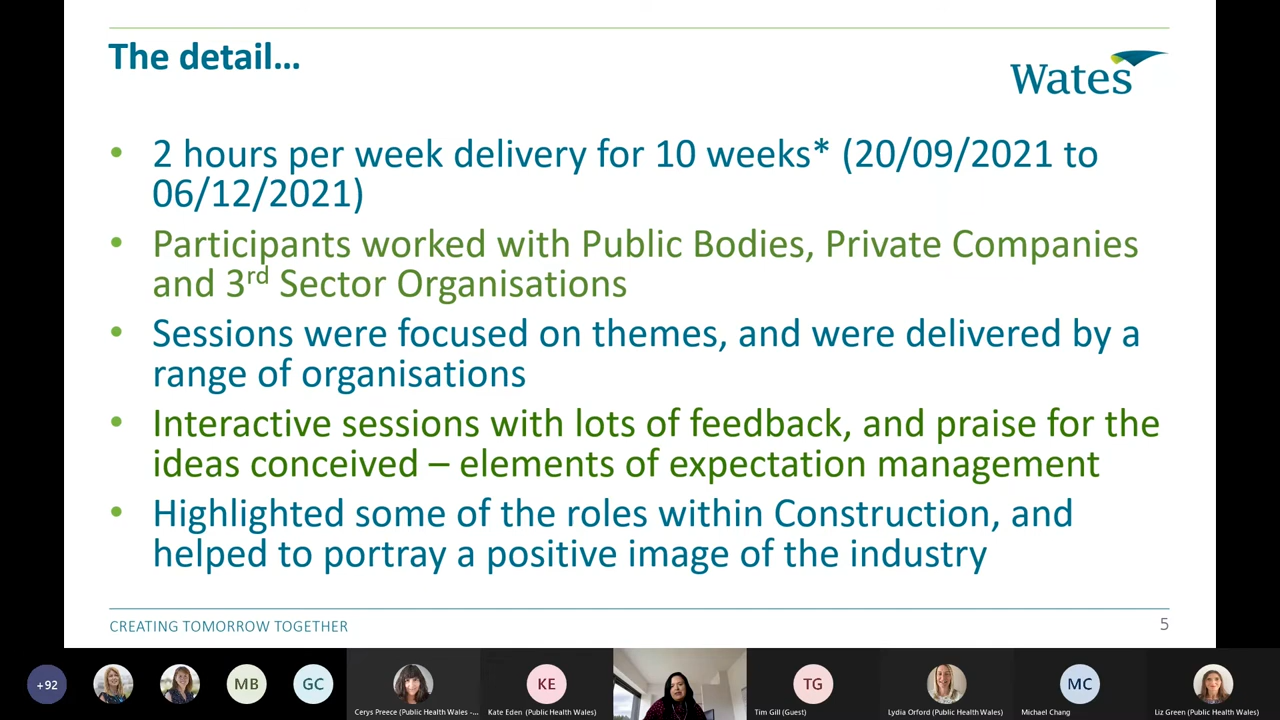 The detail...
Wates
• 2 hours per week delivery for 10 weeks* (20/09/2021 to
06/12/2021)
• Participants worked with Public Bodies, Private Companies
and 3rd Sector Organisations
• Sessions were focused on themes, and were delivered by a
range of organisations
• Interactive sessions with lots of feedback, and praise for the
ideas conceived – elements of expectation management
• Highlighted some of the roles within Construction, and
helped to portray a positive image of the industry
CREATING TOMORROW TOGETHER
5
+92
MB
GC
Cerys Preece (Public Health Wales -...
KE
Kate Eden (Public Health Wales)
TG
Tim Gill (Guest)
Lydia Orford (Public Health Wales)
MC
Michael Chang
Liz Green (Public Health Wales)